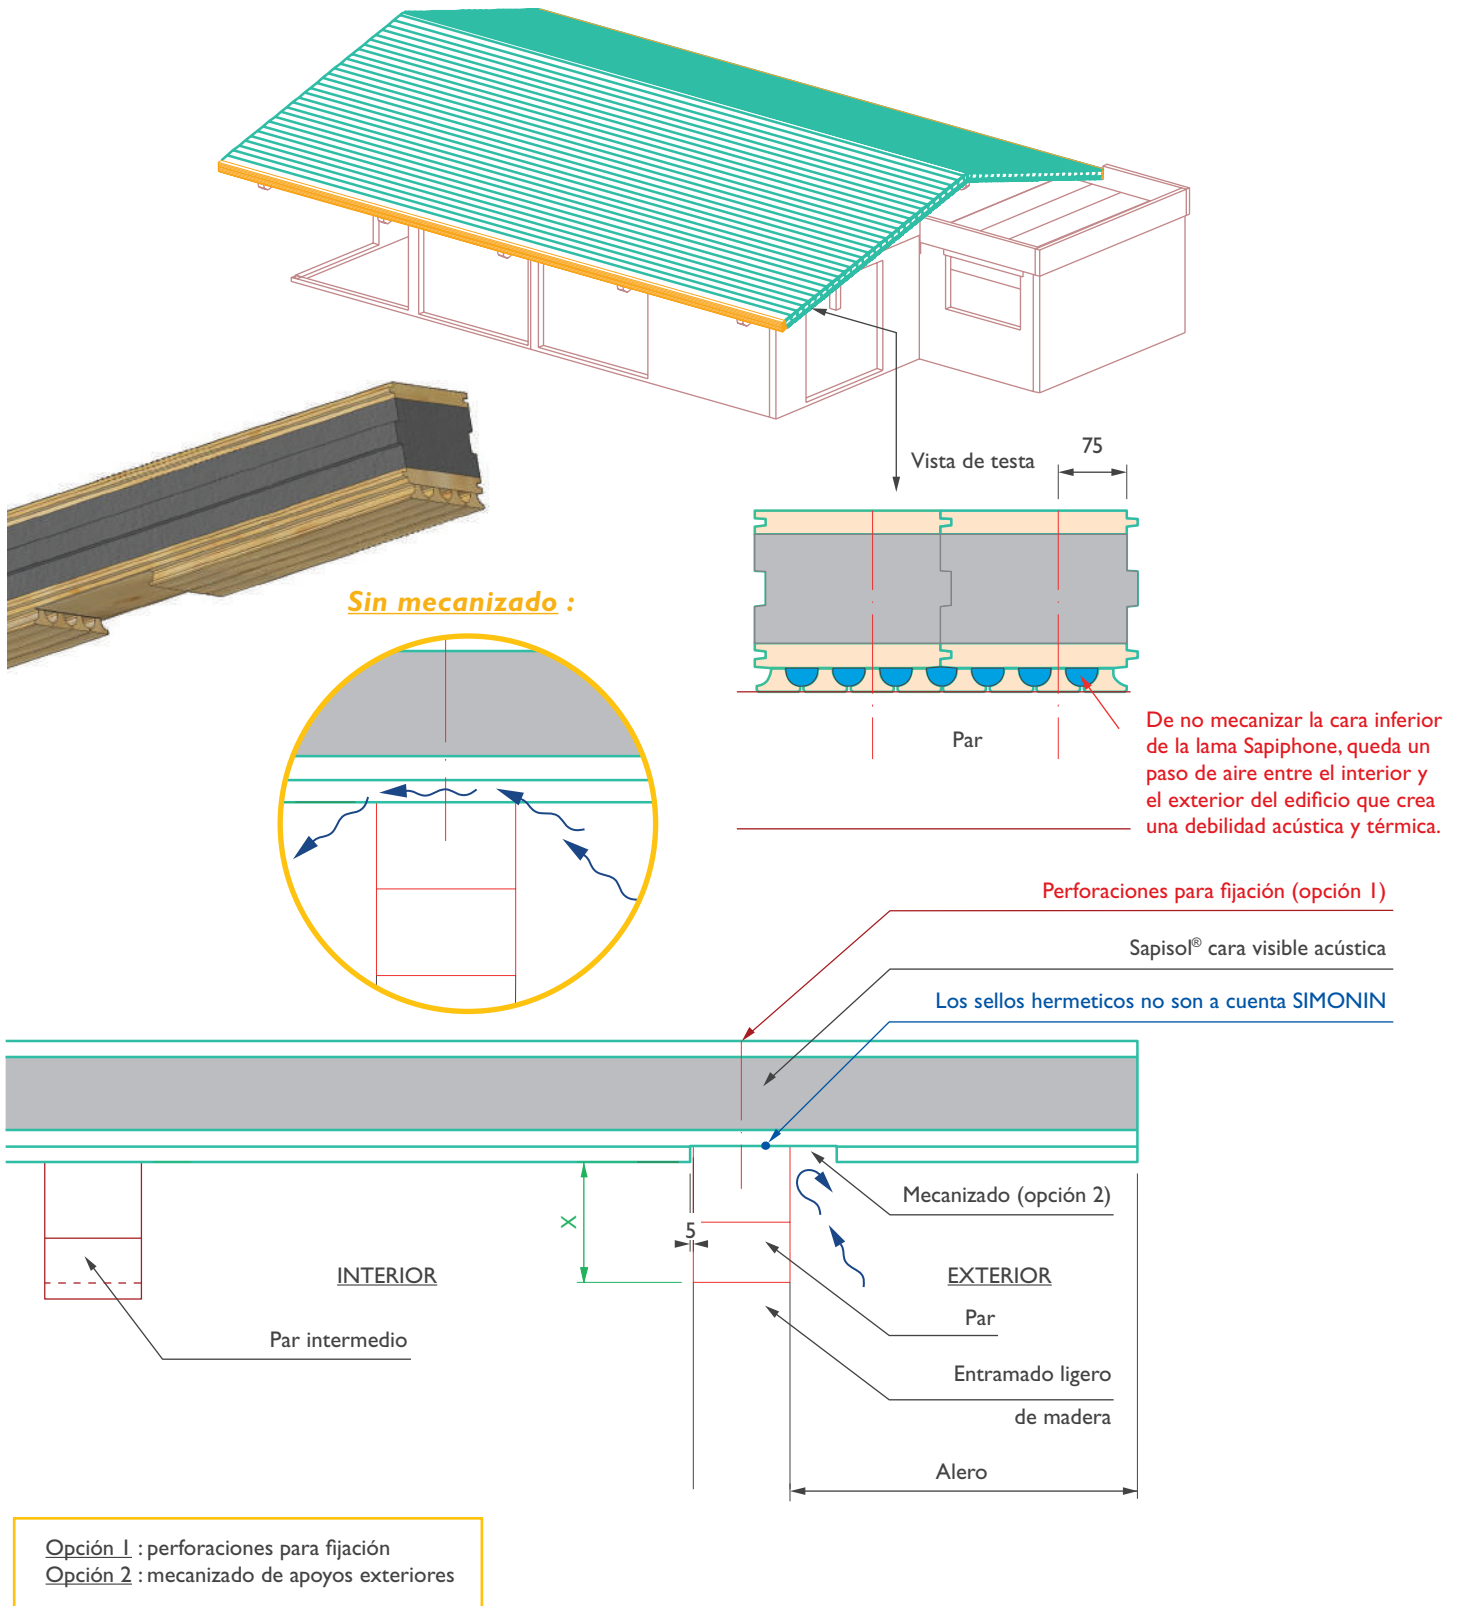 Vista de testa
75
Sin mecanizado :
Par
De no mecanizar la cara inferior
de la lama Sapiphone, queda un
paso de aire entre el interior y
el exterior del edificio que crea
una debilidad acústica y térmica.
Perforaciones para fijación (opción 1)
Sapisol® cara visible acústica
Los sellos hermeticos no son a cuenta SIMONIN
Mecanizado (opción 2)
X
5
INTERIOR
EXTERIOR
Par
Par intermedio
Entramado ligero
de madera
Alero
Opción 1 : perforaciones para fijación
Opción 2 : mecanizado de apoyos exteriores